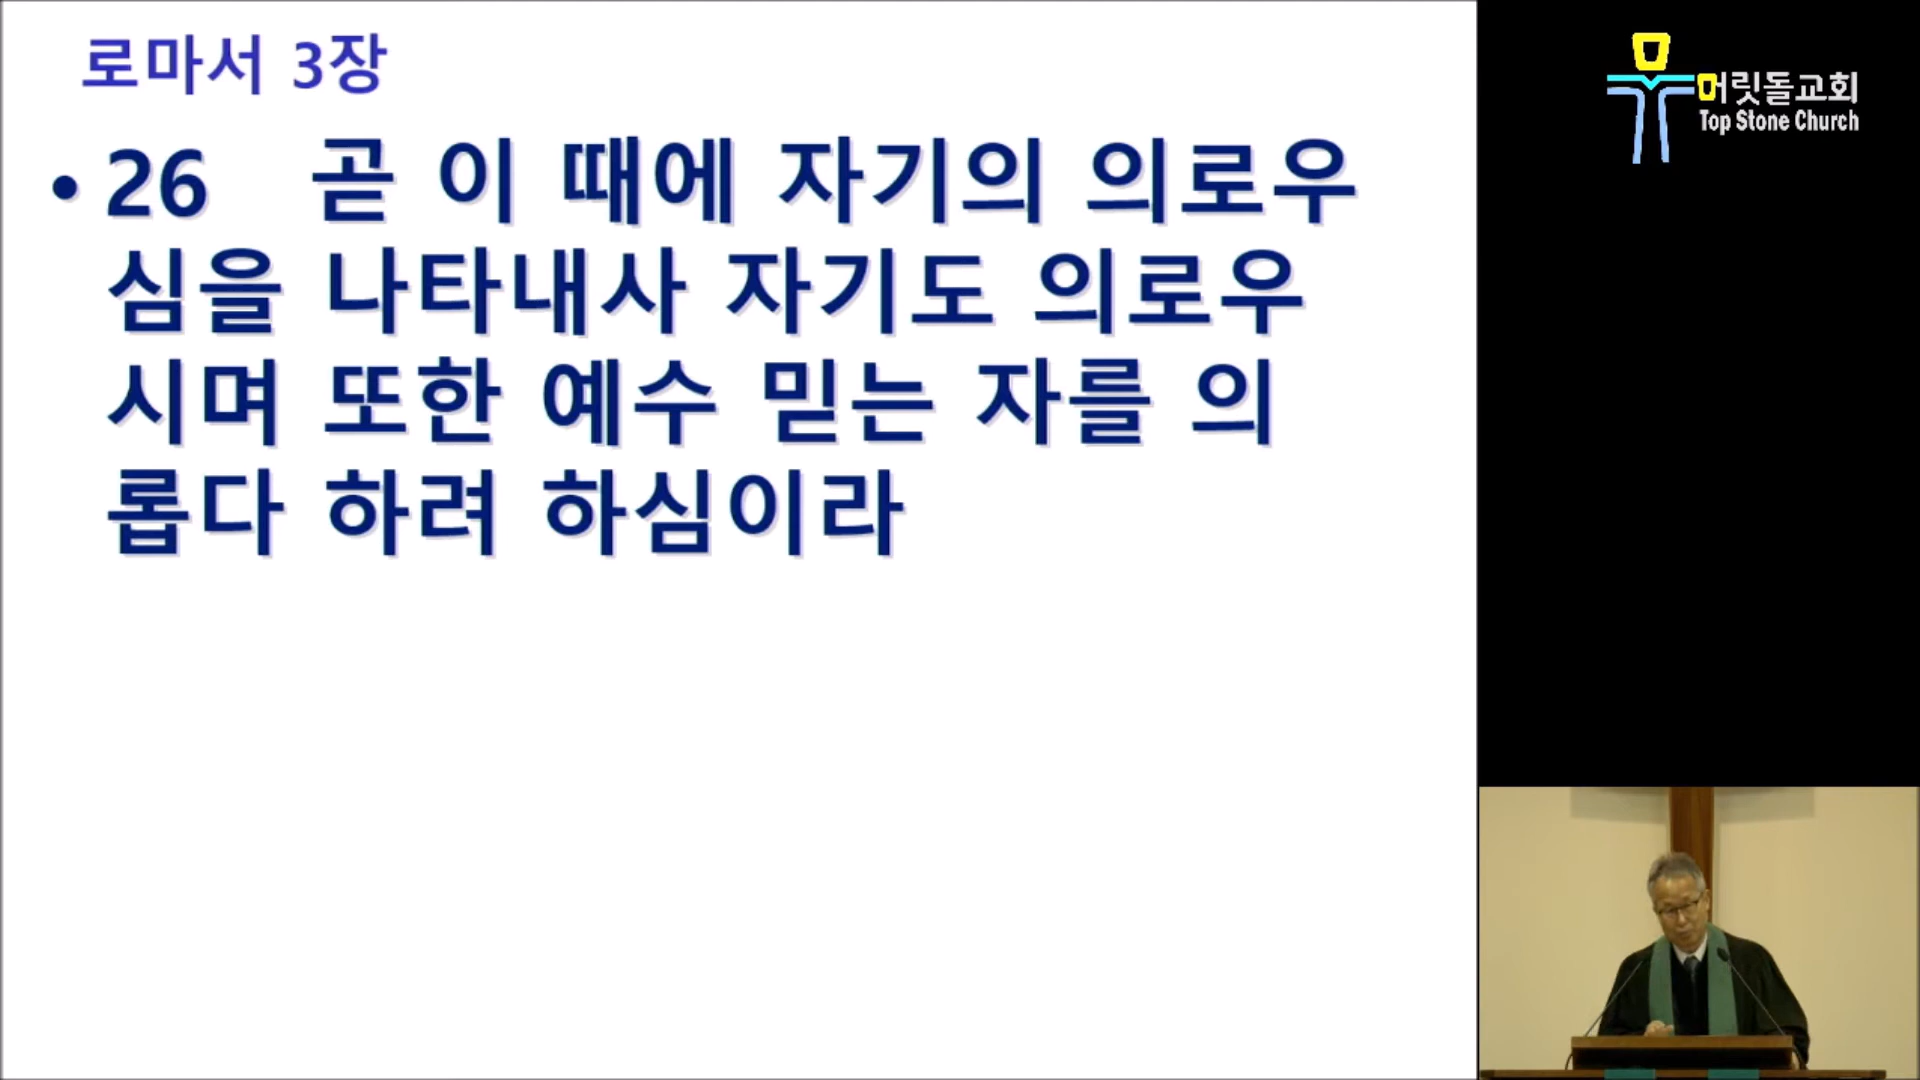 로마서 3장
• 26 곧 이 때에 자기의 의로우
심을 나타내사 자기도 의로우
시며 또한 예수 믿는 자를 의
롭다 하려 하심이라
머릿돌교회
Top Stone Church